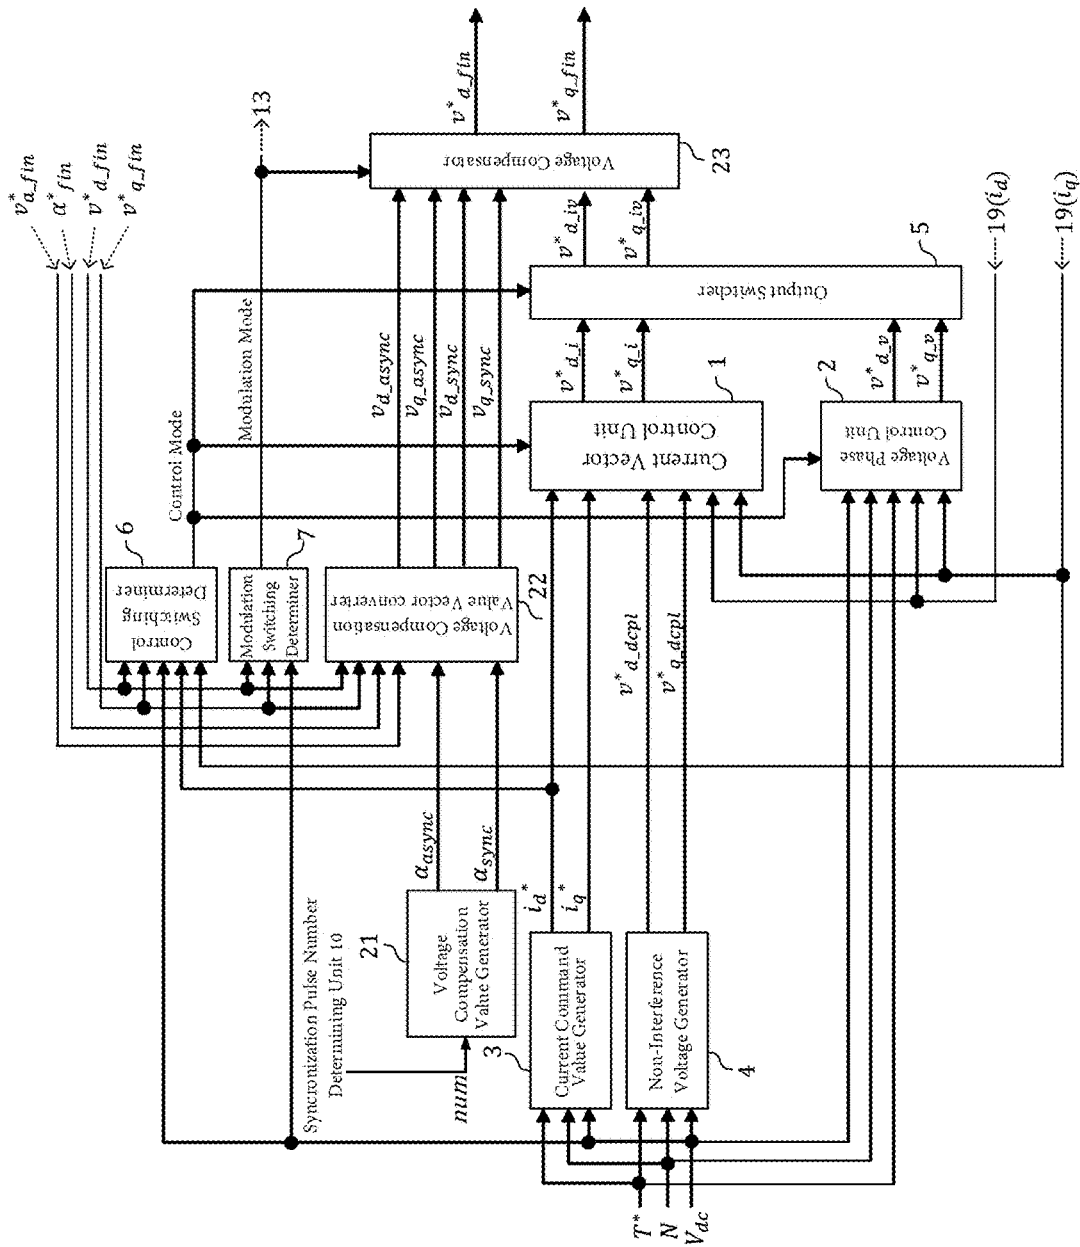 v*a_fin
α*fin
v*d_fin
v*q_fin
13
v*d_fin
v*q_fin
Voltage Compensator
23
19(id)
19(iq)
v*d_iv
v*q_iv
5
Output Switcher
Control Mode
Modulation Mode
vd_async
vq_async
vd_sync
vq_sync
v*d_i
v*q_i
1
v*d_v
v*q_v
2
Current Vector
Control Unit
Voltage Phase
Control Unit
6
Control
Switching
Determiner
7
Modulation
Switching
Determiner
Voltage Compensation
Value Vector converter
22
v*d_dcpl
v*q_dcpl
αasync
αsync
id*
iq*
Syncronization Pulse Number
Determining Unit 10
num
21
Voltage
Compensation
Value Generator
3
Current Command
Value Generator
Non-Interference
Voltage Generator
4
T*
N
Vdc